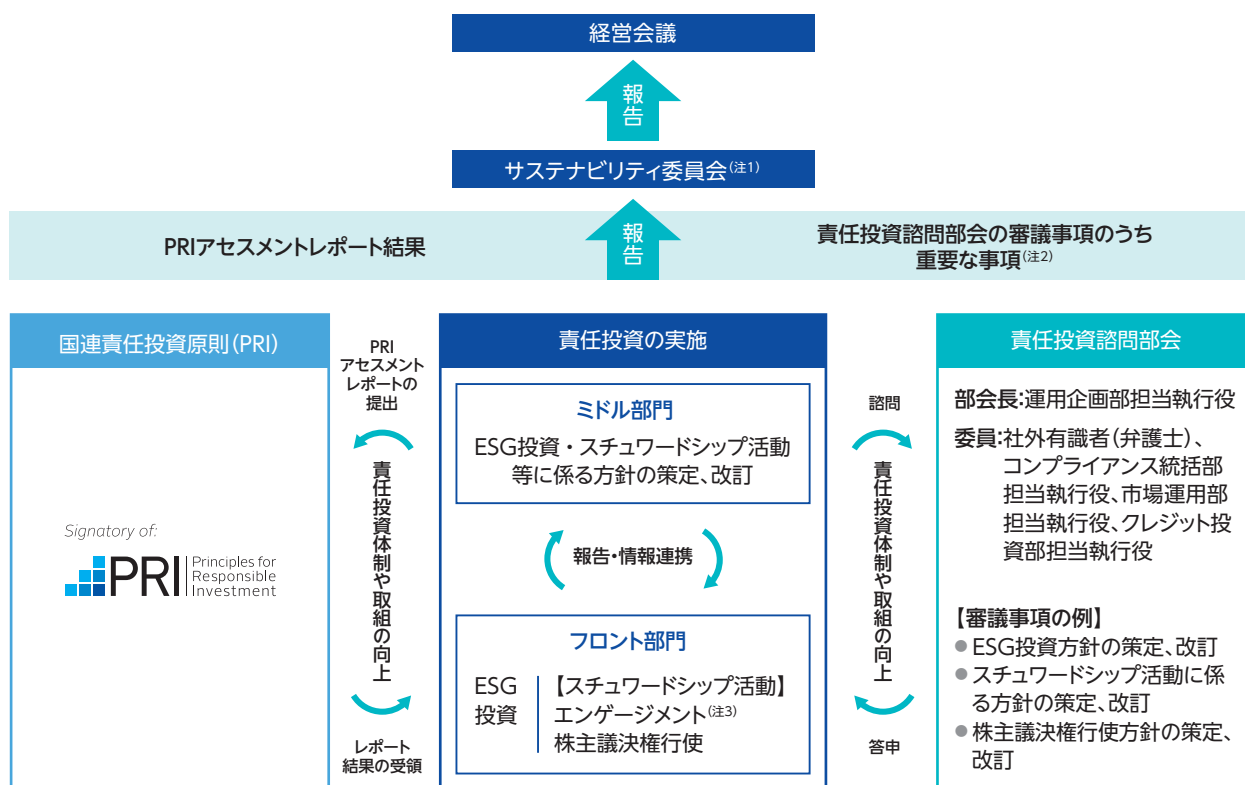 経営会議
報告
サステナビリティ委員会(注1)
PRIアセスメントレポート結果
報告
責任投資諮問部会の審議事項のうち
重要な事項(注2)
国連責任投資原則(PRI)
Signatory of:
PRI
Principles for
Responsible
Investment
PRI
アセスメント
レポートの
提出
責任投資体制や取組の向上
レポート
結果の受領
責任投資の実施
ミドル部門
ESG投資・スチュワードシップ活動
等に係る方針の策定、改訂
報告・情報連携
フロント部門
ESG
投資
【スチュワードシップ活動】
エンゲージメント(注3)
株主議決権行使
諮問
責任投資体制や取組の向上
答申
責任投資諮問部会
部会長:運用企画部担当執行役
委員:社外有識者(弁護士)、
コンプライアンス統括部
担当執行役、市場運用部
担当執行役、クレジット投
資部担当執行役
【審議事項の例】
●ESG投資方針の策定、改訂
●スチュワードシップ活動に係
る方針の策定、改訂
●株主議決権行使方針の策定、
改訂